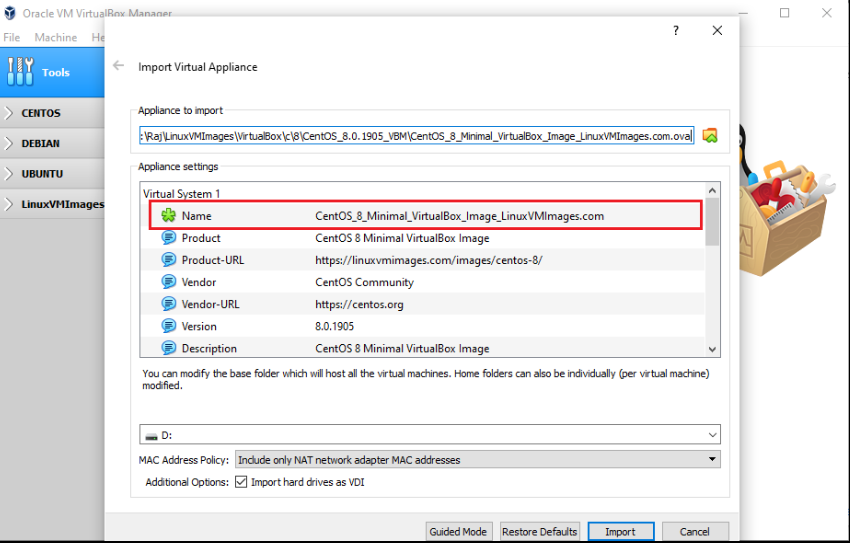 Oracle VM VirtualBox Manager
File Machine He
?
Import Virtual Appliance
Tools
CENTOS
DEBIAN
UBUNTU
LinuxVMImages
Appliance to import
:\Raj\LinuxVMImages\VirtualBox\c\8\CentOS_8.0.1905_VBM\CentOS_8_Minimal_VirtualBox_Image_LinuxVMImages.com.ova
Appliance settings
Virtual System 1
Name CentOS_8_Minimal_VirtualBox_Image_LinuxVMImages.com
Product CentOS 8 Minimal VirtualBox Image
Product-URL https://linuxvmimages.com/images/centos-8/
Vendor CentOS Community
Vendor-URL https://centos.org
Version 8.0.1905
Description CentOS 8 Minimal VirtualBox Image
You can modify the base folder which will host all the virtual machines. Home folders can also be individually (per virtual machine)
modified.
D:
MAC Address Policy: Include only NAT network adapter MAC addresses
Additional Options: Import hard drives as VDI
Guided Mode Restore Defaults Import Cancel